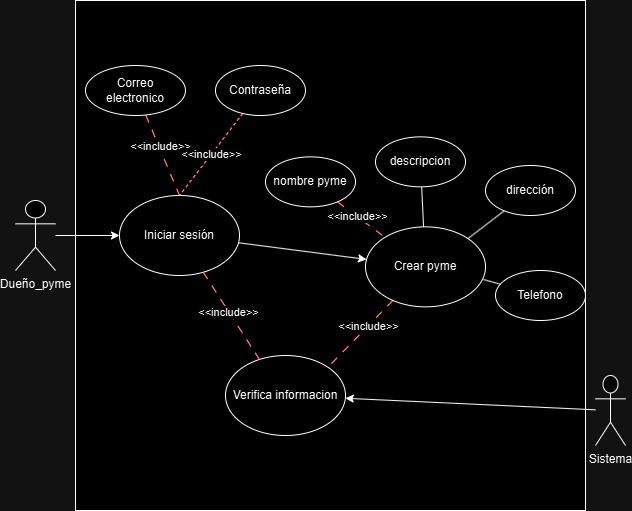 Correo
electronico
Contraseña
<<include>>
<<include>>
descripcion
nombre pyme
dirección
<<include>>
Iniciar sesión
Crear pyme
Dueño_pyme
Telefono
<<include>>
<<include>>
Verifica informacion
Sistema